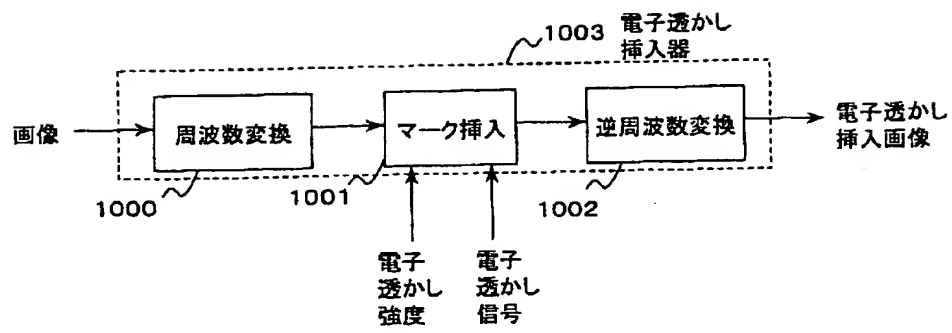 1003 電子透かし
挿入器
画像
周波数変換
マーク挿入
逆周波数変換
電子透かし
挿入画像
1000
1001
1002
電子
透かし
強度
電子
透かし
信号